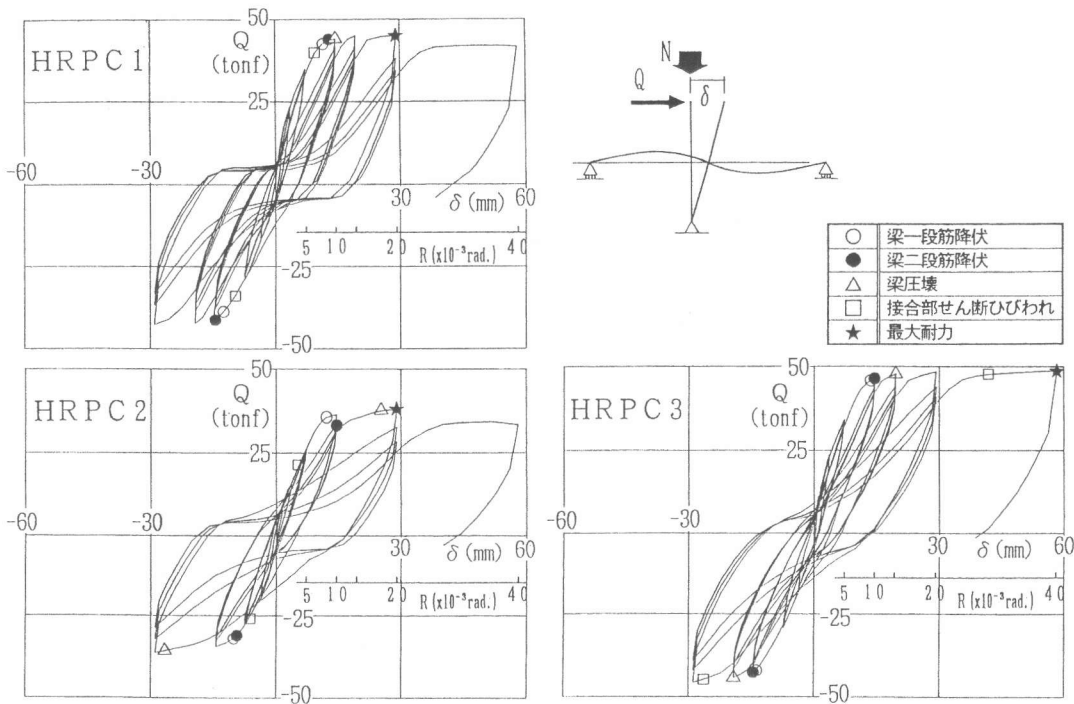 HRPC1
Q
(tonf)
50
25
-60
-30
30
60
δ (mm)
5 10 20 40
R (x10⁻³rad.)
-25
-50
N
Q
δ
○ 梁一段筋降伏
● 梁二段筋降伏
△ 梁圧壊
□ 接合部せん断ひびわれ
★ 最大耐力
HRPC2
Q
(tonf)
50
25
-60
-30
30
60
δ (mm)
5 10 20 40
R (x10⁻³rad.)
-25
-50
HRPC3
Q
(tonf)
50
25
-60
-30
30
60
δ (mm)
5 10 20 40
R (x10⁻³rad.)
-25
-50